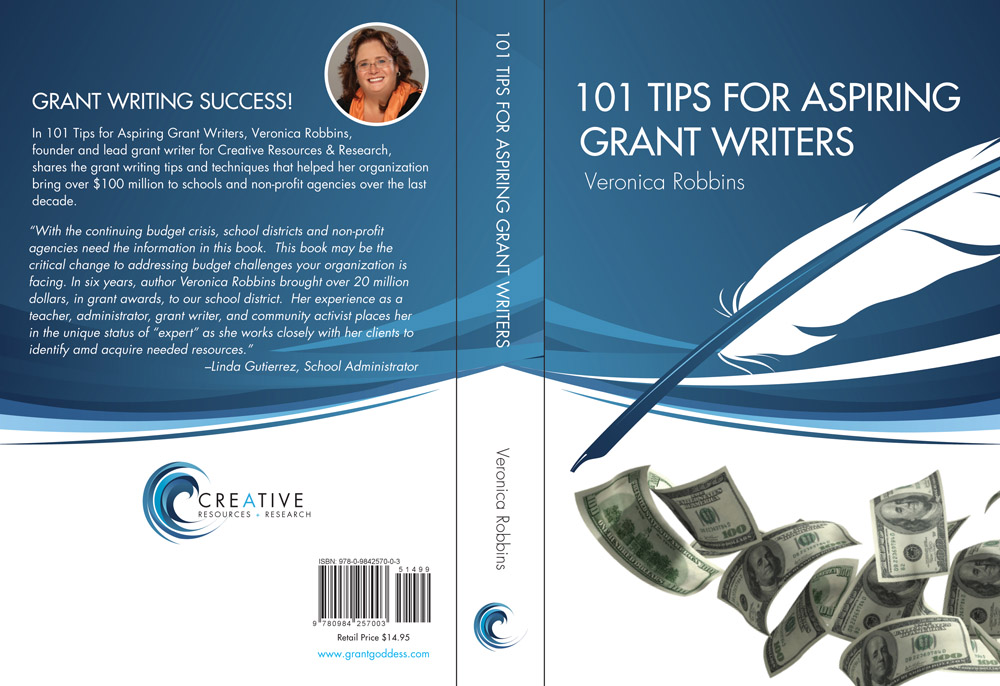 GRANT WRITING SUCCESS!
In 101 Tips for Aspiring Grant Writers, Veronica Robbins,
founder and lead grant writer for Creative Resources & Research,
shares the grant writing tips and techniques that helped her organization
bring over $100 million to schools and non-profit agencies over the last
decade.
“With the continuing budget crisis, school districts and non-profit
agencies need the information in this book.  This book may be the
critical change to addressing budget challenges your organization is
facing. In six years, author Veronica Robbins brought over 20 million
dollars, in grant awards, to our school district.  Her experience as a
teacher, administrator, grant writer, and community activist places her
in the unique status of “expert” as she works closely with her clients to
identify amd acquire needed resources.”
–Linda Gutierrez, School Administrator
CREATIVE
RESOURCES + RESEARCH
ISBN: 978-0-9842570-0-3
5 1 4 9 9
9 780984 257003
Retail Price $14.95
www.grantgoddess.com
101 TIPS FOR ASPIRING GRANT WRITERS
Veronica Robbins
101 TIPS FOR ASPIRING
GRANT WRITERS
Veronica Robbins
100
100